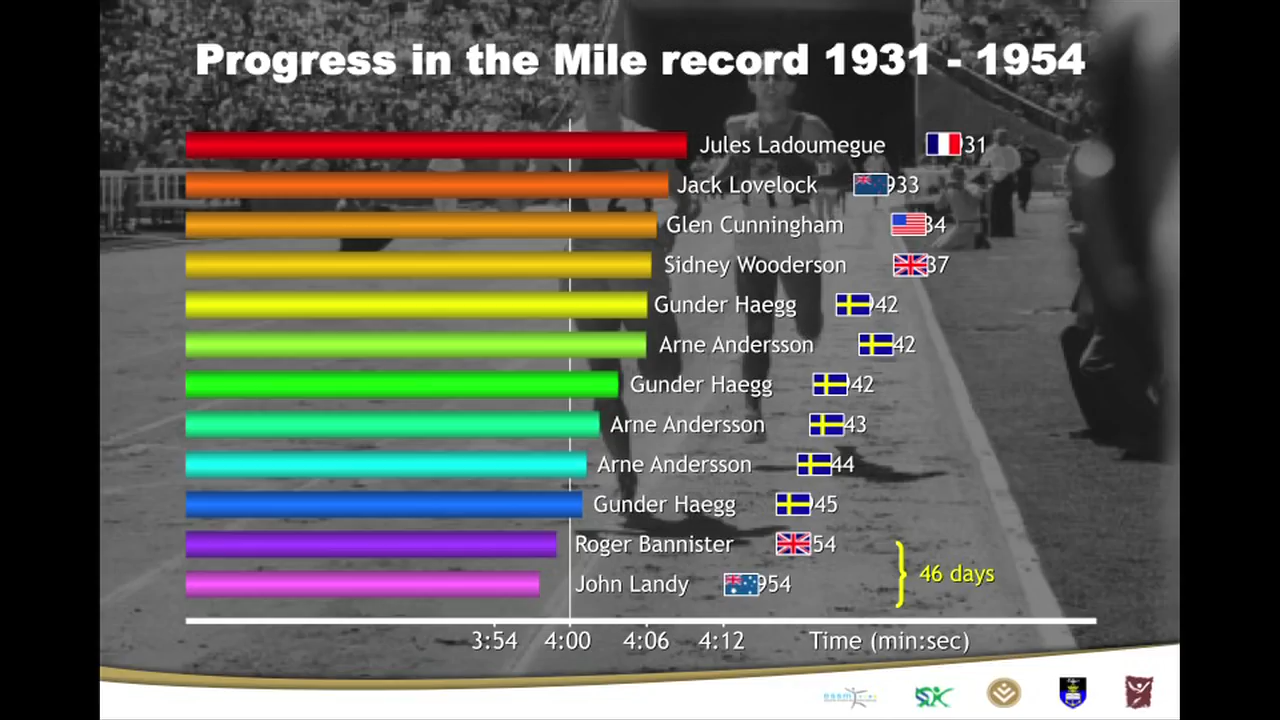 Progress in the Mile record 1931 - 1954
Jules Ladoumegue 31
Jack Lovelock 933
Glen Cunningham 34
Sidney Wooderson 37
Gunder Haegg 42
Arne Andersson 42
Gunder Haegg 42
Arne Andersson 43
Arne Andersson 44
Gunder Haegg 45
Roger Bannister 54
John Landy 954
46 days
3:54 4:00 4:06 4:12 Time (min:sec)